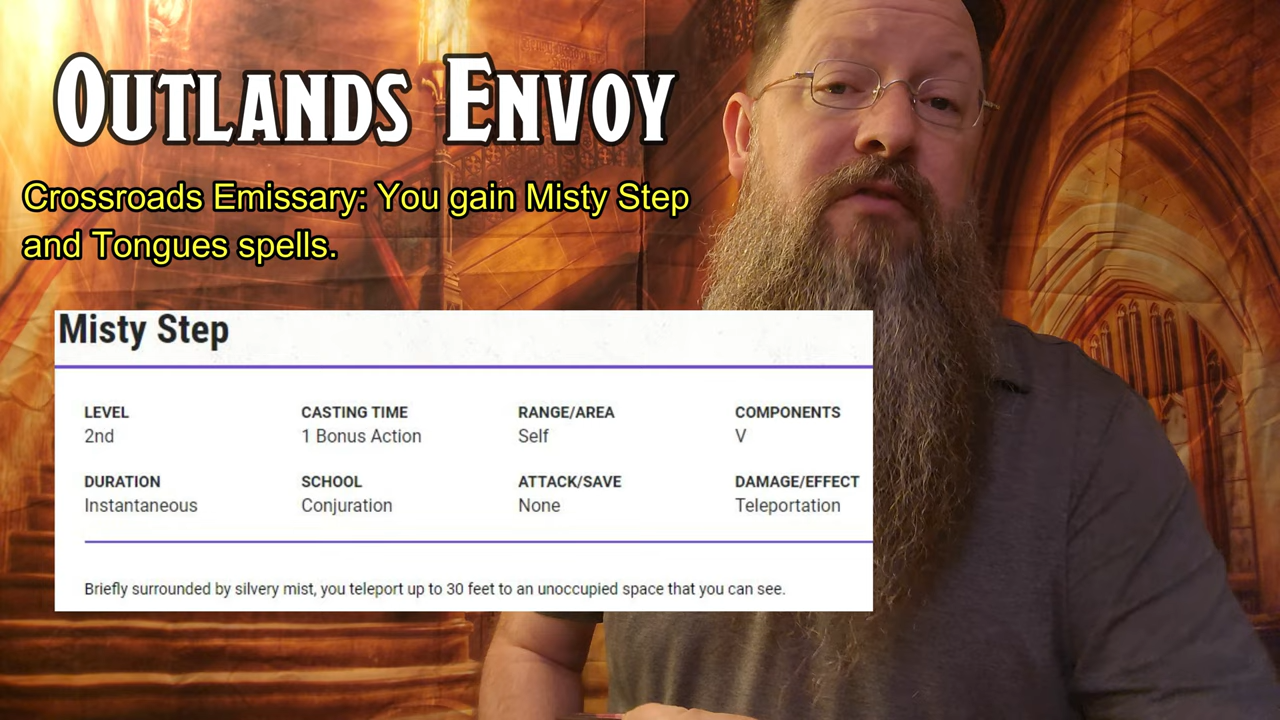 OUTLANDS ENVOY
Crossroads Emissary: You gain Misty Step
and Tongues spells.
Misty Step
LEVEL CASTING TIME RANGE/AREA COMPONENTS
2nd 1 Bonus Action Self V
DURATION SCHOOL ATTACK/SAVE DAMAGE/EFFECT
Instantaneous Conjuration None Teleportation
Briefly surrounded by silvery mist, you teleport up to 30 feet to an unoccupied space that you can see.